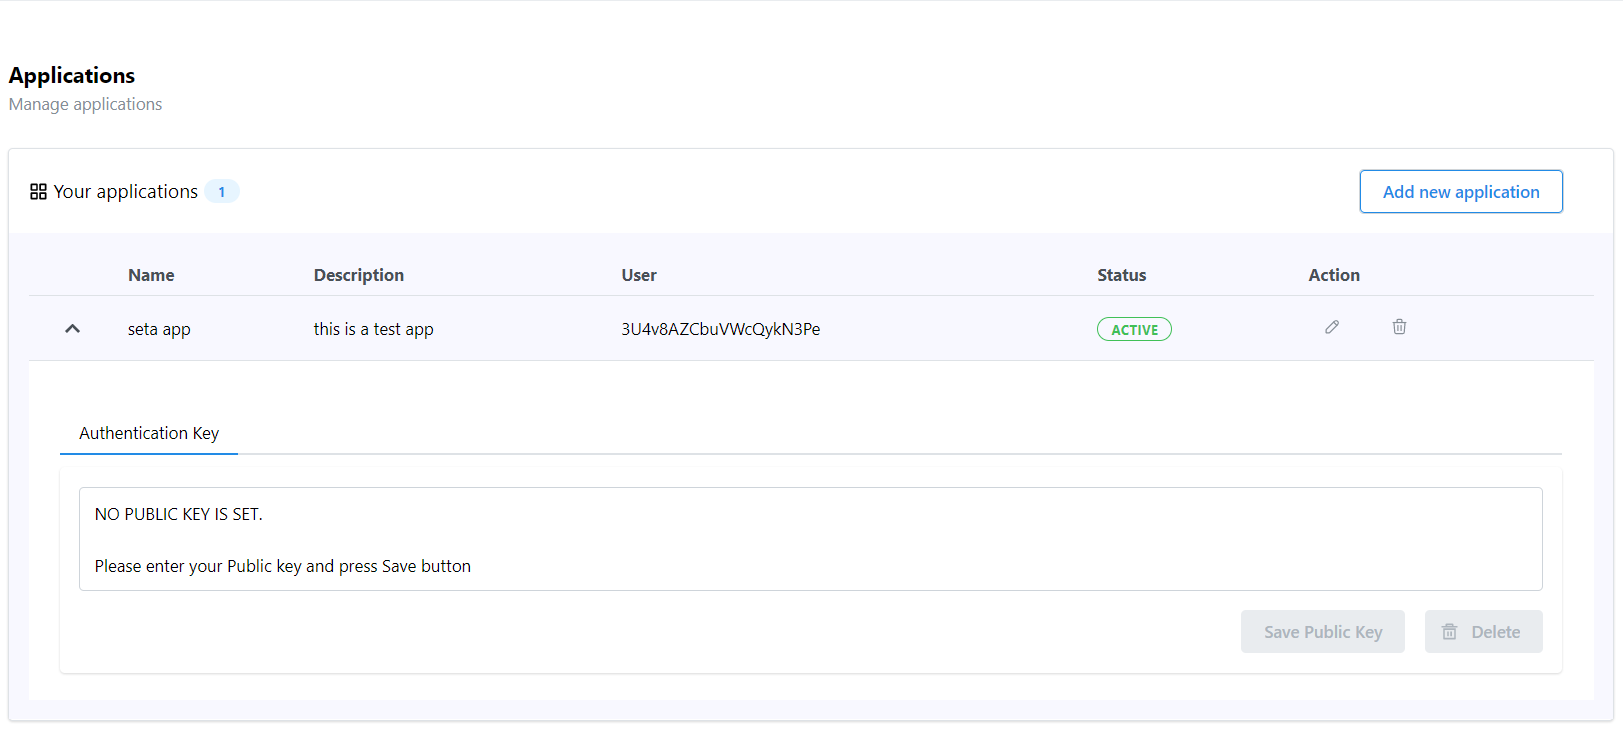 Applications
Manage applications
Your applications 1
Add new application
Name Description User Status Action
seta app this is a test app 3U4v8AZCbuVWcQykN3Pe ACTIVE
Authentication Key
NO PUBLIC KEY IS SET.
Please enter your Public key and press Save button
Save Public Key Delete